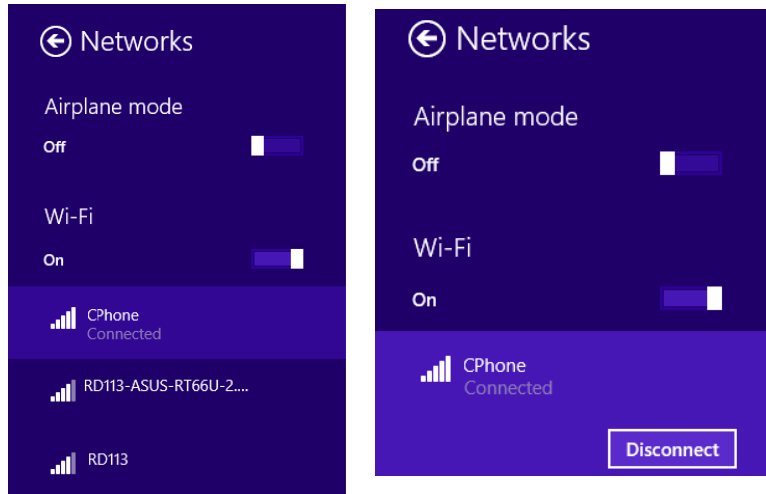 Networks
Airplane mode
Off
Wi-Fi
On
CPhone
Connected
RD113-ASUS-RT66U-2....
RD113
Networks
Airplane mode
Off
Wi-Fi
On
CPhone
Connected
Disconnect